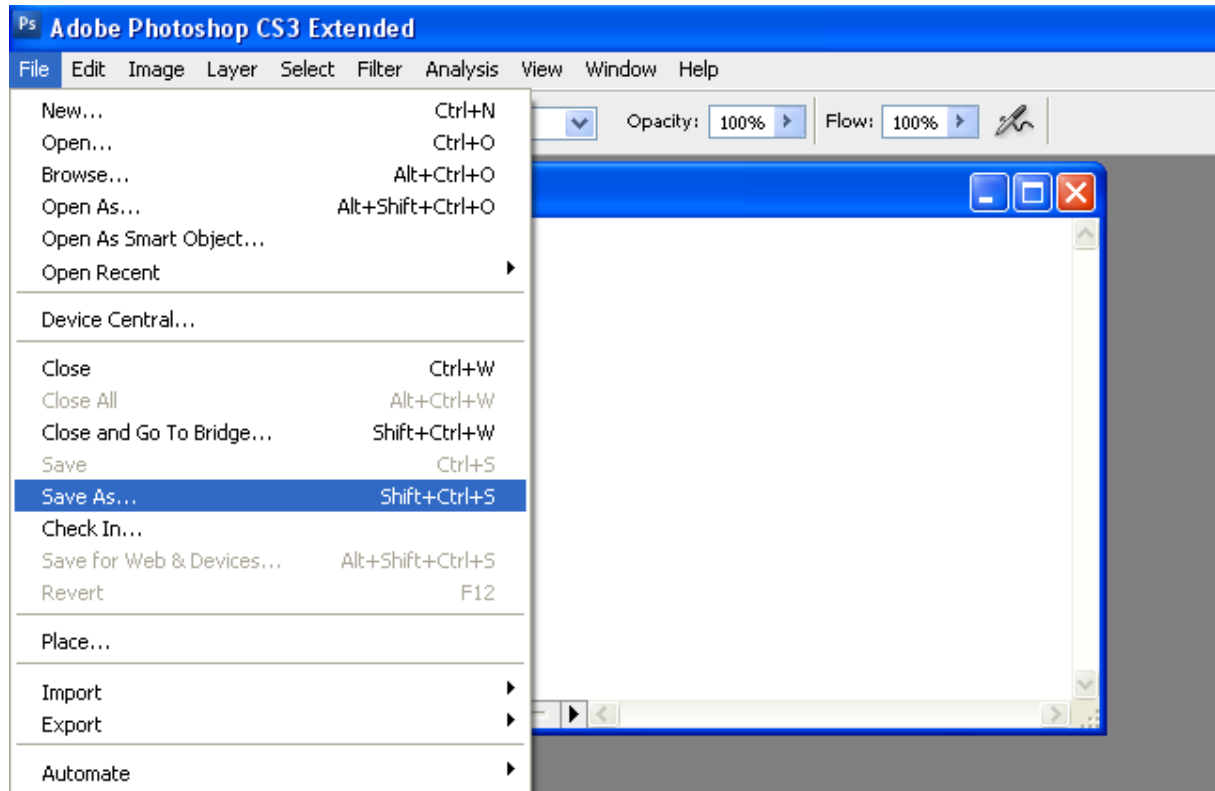 Ps Adobe Photoshop CS3 Extended
File Edit Image Layer Select Filter Analysis View Window Help
Opacity: 100% Flow: 100%
New... Ctrl+N
Open... Ctrl+O
Browse... Alt+Ctrl+O
Open As... Alt+Shift+Ctrl+O
Open As Smart Object...
Open Recent
Device Central...
Close Ctrl+W
Close All Alt+Ctrl+W
Close and Go To Bridge... Shift+Ctrl+W
Save Ctrl+S
Save As... Shift+Ctrl+S
Check In...
Save for Web & Devices... Alt+Shift+Ctrl+S
Revert F12
Place...
Import
Export
Automate